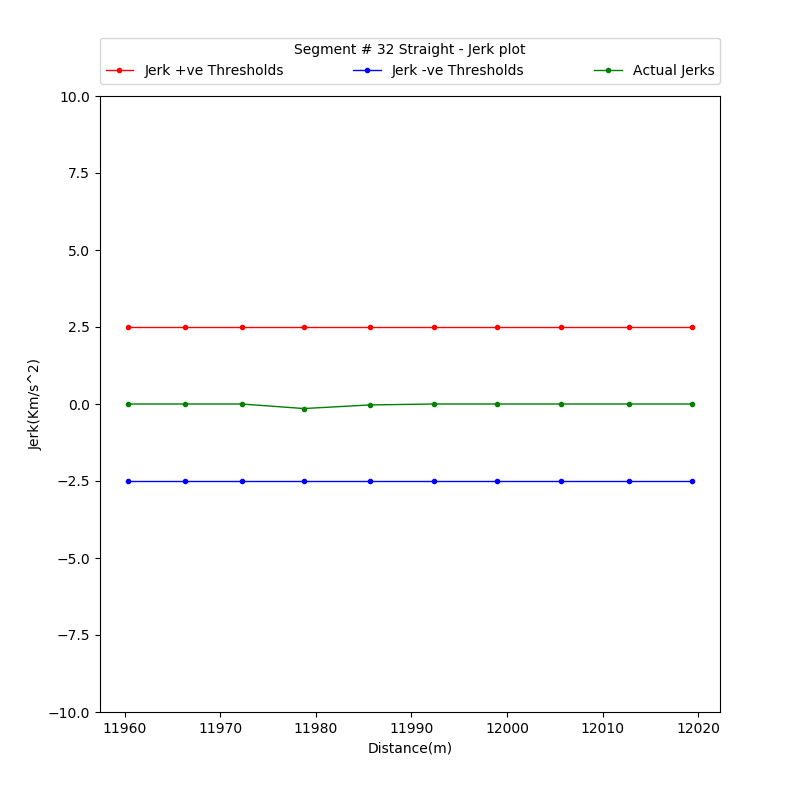 Segment # 32 Straight - Jerk plot
Jerk +ve Thresholds Jerk -ve Thresholds Actual Jerks
10.0
7.5
5.0
2.5
0.0
−2.5
−5.0
−7.5
−10.0
Jerk(Km/s^2)
11960 11970 11980 11990 12000 12010 12020
Distance(m)